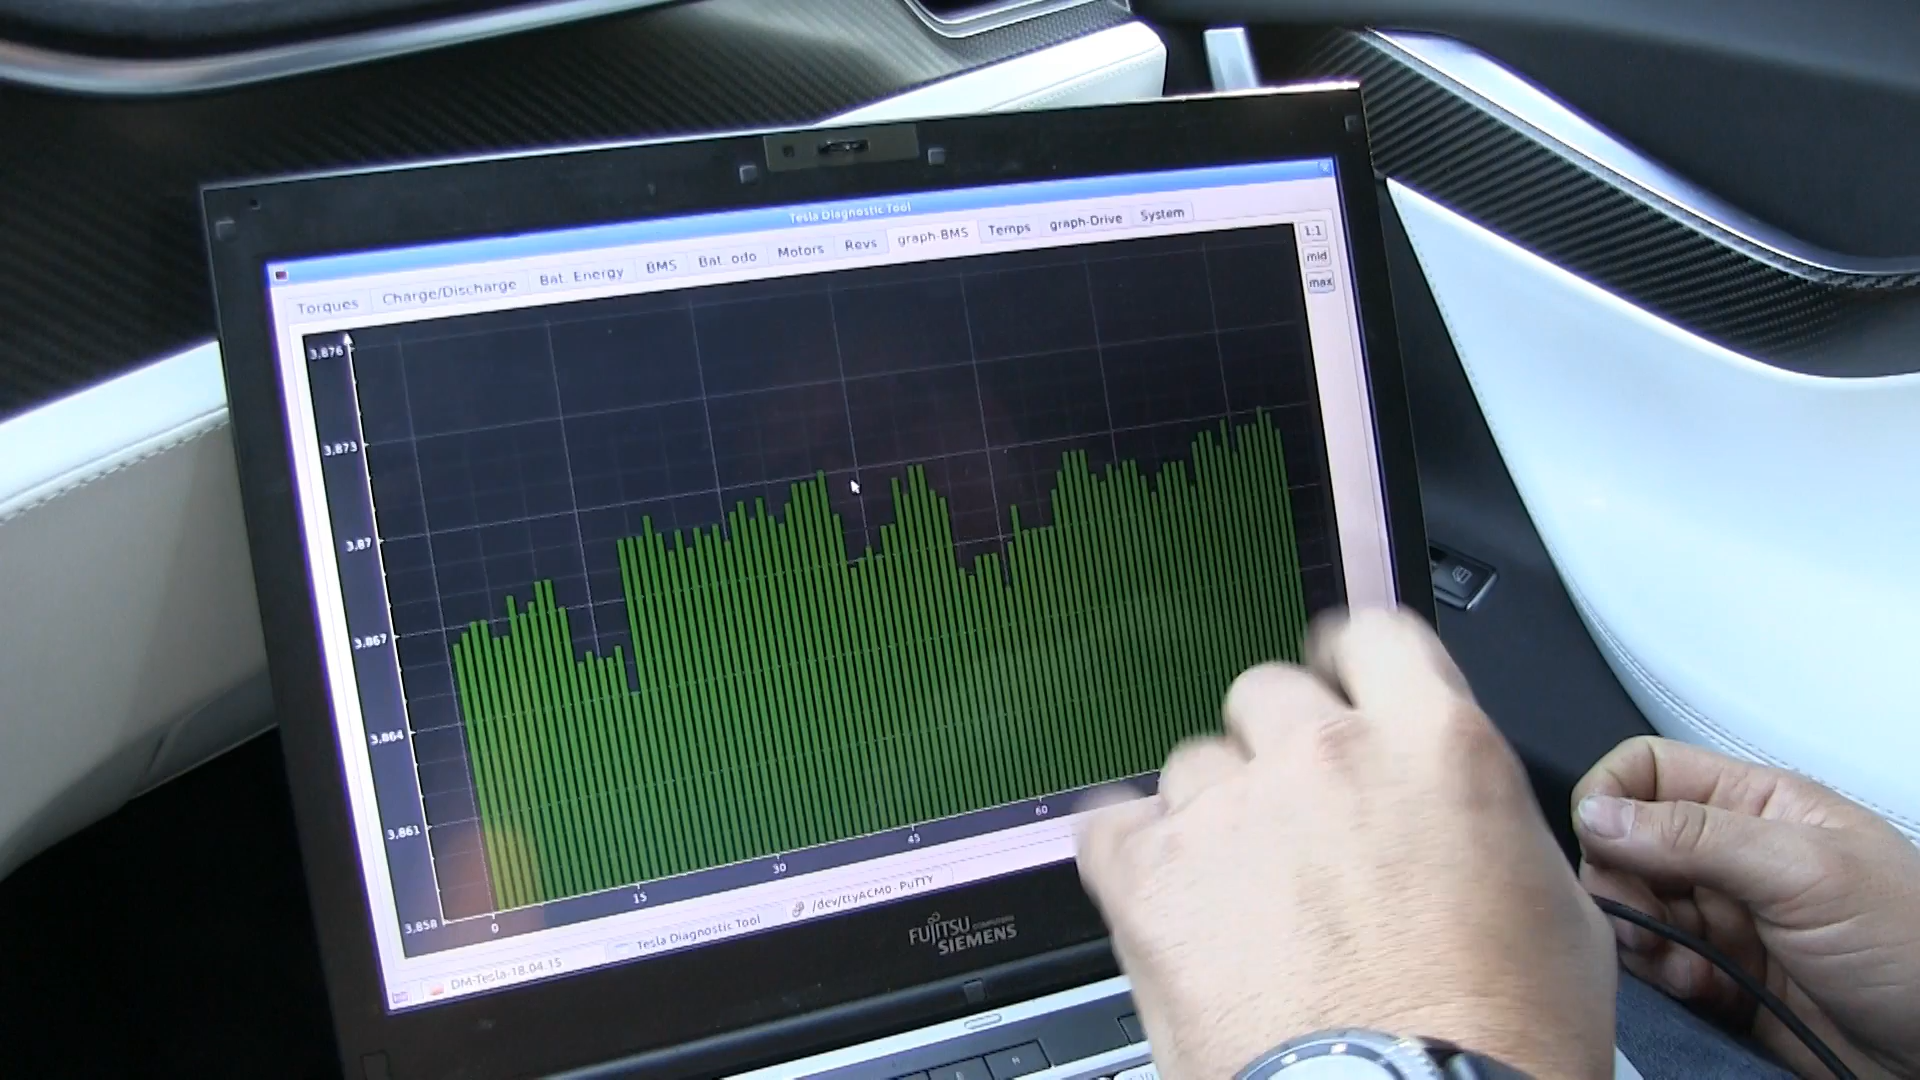 Tesla Diagnostic Tool
Torques Charge/Discharge Bat. Energy BMS Bat. odo Motors Revs graph-BMS Temps graph-Drive System
1:1
mid
max
3,876
3,873
3,87
3,867
3,864
3,861
3,858
0 15 30 45 60
DM-Tesla-18.04.15 Tesla Diagnostic Tool /dev/ttyACM0 - PuTTY
FUJITSU COMPUTERS
SIEMENS